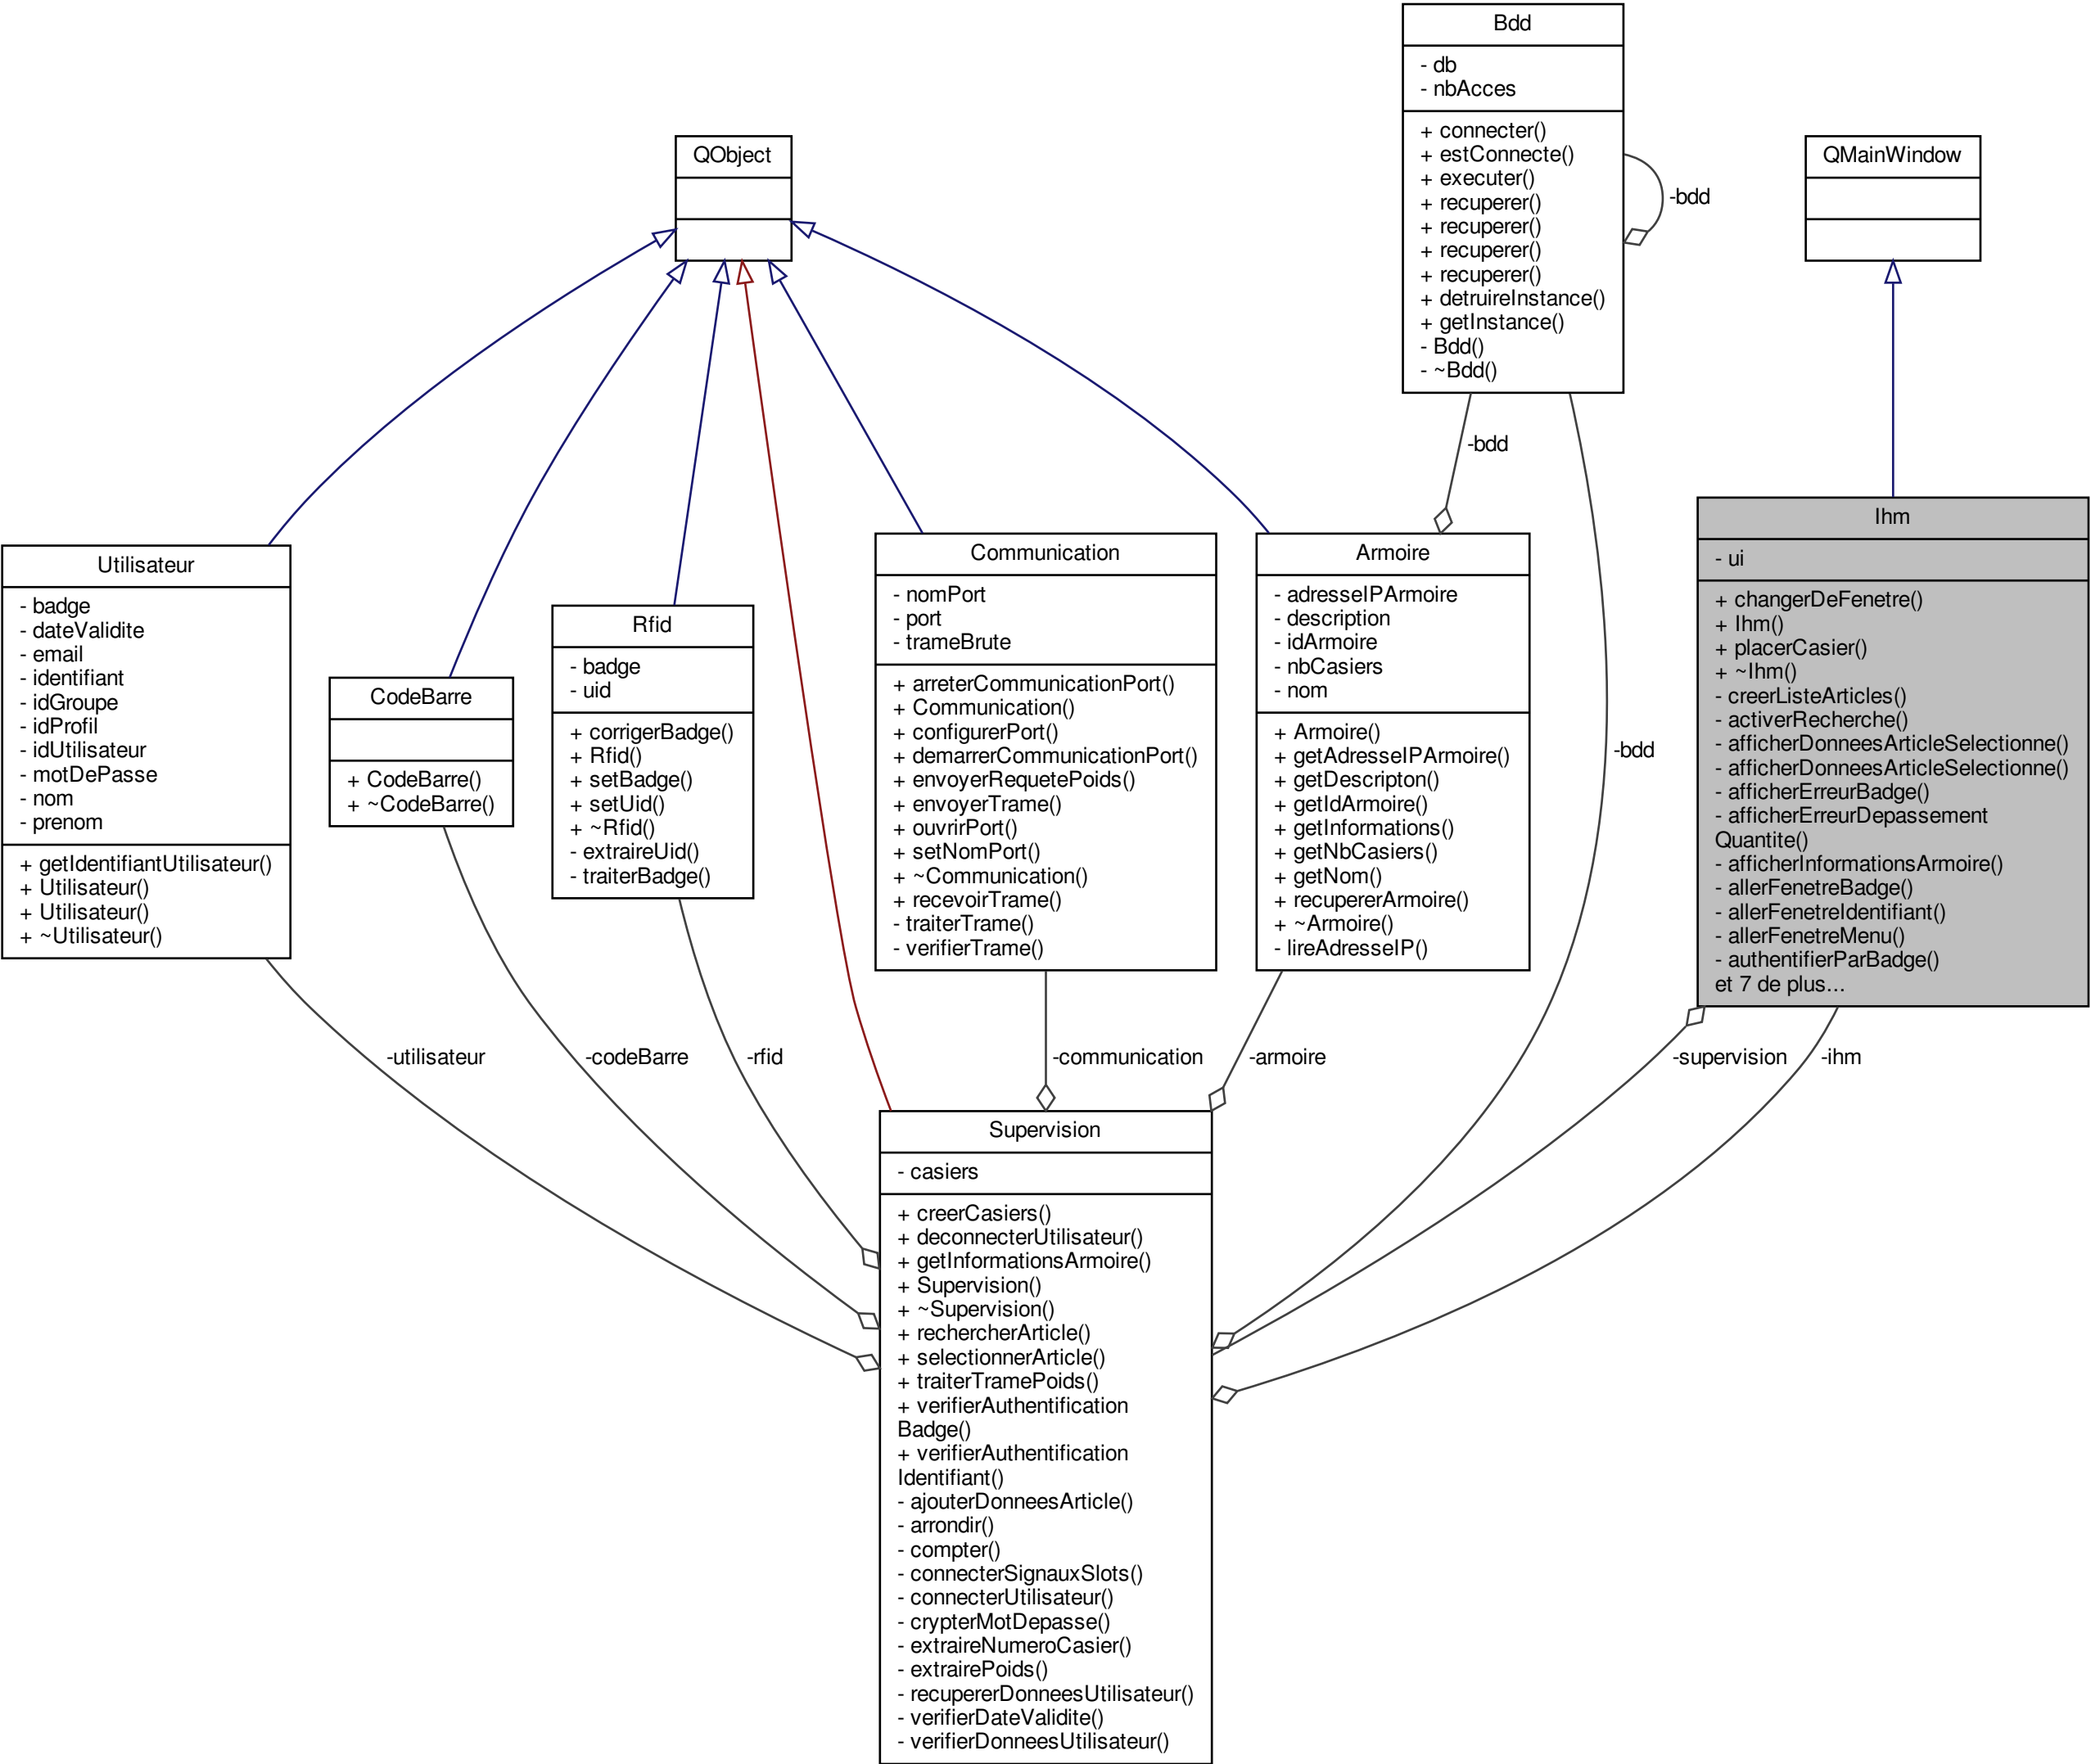 Bdd
- db
- nbAcces
+ connecter()
+ estConnecte()
+ executer()
+ recuperer()
+ recuperer()
+ recuperer()
+ recuperer()
+ detruireInstance()
+ getInstance()
- Bdd()
- ~Bdd()
-bdd
QObject
QMainWindow
-bdd
-bdd
Utilisateur
- badge
- dateValidite
- email
- identifiant
- idGroupe
- idProfil
- idUtilisateur
- motDePasse
- nom
- prenom
+ getIdentifiantUtilisateur()
+ Utilisateur()
+ Utilisateur()
+ ~Utilisateur()
CodeBarre
+ CodeBarre()
+ ~CodeBarre()
Rfid
- badge
- uid
+ corrigerBadge()
+ Rfid()
+ setBadge()
+ setUid()
+ ~Rfid()
- extraireUid()
- traiterBadge()
Communication
- nomPort
- port
- trameBrute
+ arreterCommunicationPort()
+ Communication()
+ configurerPort()
+ demarrerCommunicationPort()
+ envoyerRequetePoids()
+ envoyerTrame()
+ ouvrirPort()
+ setNomPort()
+ ~Communication()
+ recevoirTrame()
- traiterTrame()
- verifierTrame()
Armoire
- adresseIPArmoire
- description
- idArmoire
- nbCasiers
- nom
+ Armoire()
+ getAdresseIPArmoire()
+ getDescripton()
+ getIdArmoire()
+ getInformations()
+ getNbCasiers()
+ getNom()
+ recupererArmoire()
+ ~Armoire()
- lireAdresseIP()
Ihm
- ui
+ changerDeFenetre()
+ Ihm()
+ placerCasier()
+ ~Ihm()
- creerListeArticles()
- activerRecherche()
- afficherDonneesArticleSelectionne()
- afficherDonneesArticleSelectionne()
- afficherErreurBadge()
- afficherErreurDepassement
Quantite()
- afficherInformationsArmoire()
- allerFenetreBadge()
- allerFenetreIdentifiant()
- allerFenetreMenu()
- authentifierParBadge()
et 7 de plus...
-utilisateur
-codeBarre
-rfid
-communication
-armoire
-supervision
-ihm
Supervision
- casiers
+ creerCasiers()
+ deconnecterUtilisateur()
+ getInformationsArmoire()
+ Supervision()
+ ~Supervision()
+ rechercherArticle()
+ selectionnerArticle()
+ traiterTramePoids()
+ verifierAuthentification
Badge()
+ verifierAuthentification
Identifiant()
- ajouterDonneesArticle()
- arrondir()
- compter()
- connecterSignauxSlots()
- connecterUtilisateur()
- crypterMotDepasse()
- extraireNumeroCasier()
- extrairePoids()
- recupererDonneesUtilisateur()
- verifierDateValidite()
- verifierDonneesUtilisateur()